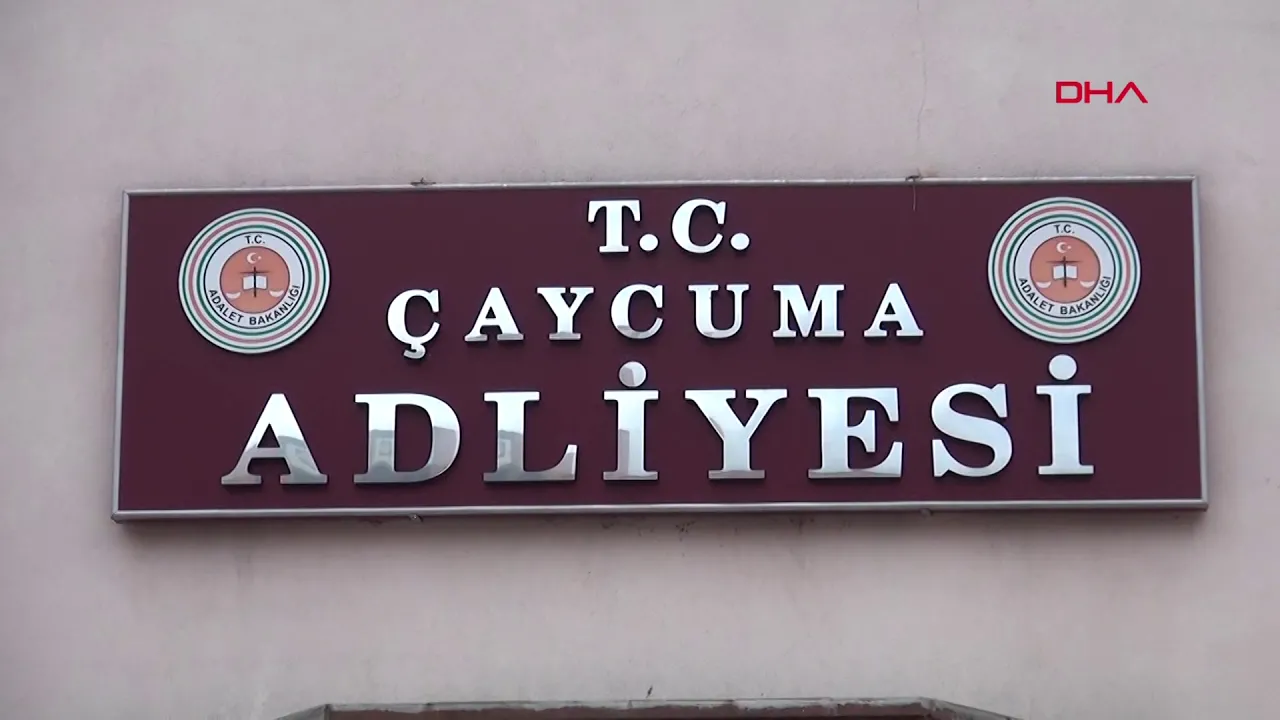 DHA
T.C.
ÇAYCUMA
ADLİYESİ
T.C.
ADALET BAKANLIĞI
T.C.
ADALET BAKANLIĞI